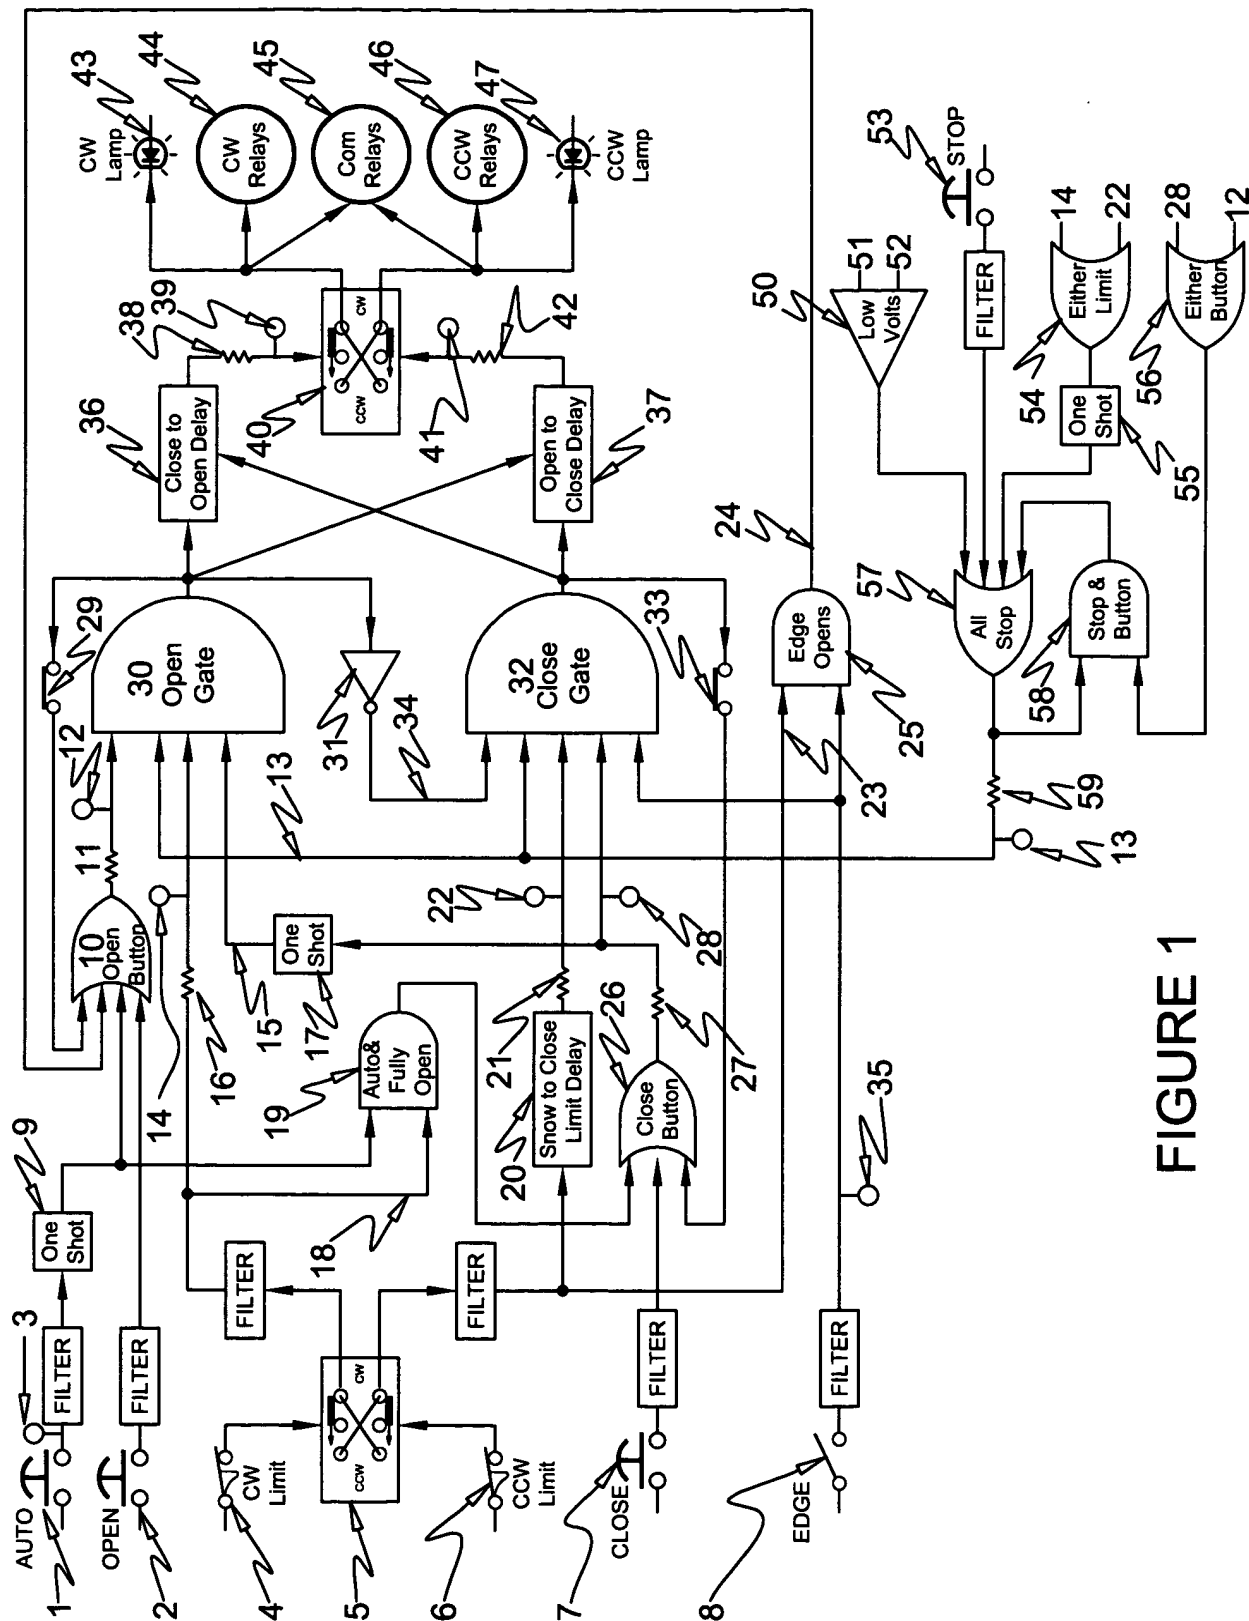 AUTO
1
3
FILTER
One
Shot
9
OPEN
2
FILTER
10
Open
Button
11
12
29
30
Open
Gate
36
Close to
Open Delay
38
39
CW
Lamp
43
CW
Relays
44
Com
Relays
45
CCW
Relays
46
CCW
Lamp
47
CW
Limit
4
CCW
CW
5
CCW
Limit
6
FILTER
FILTER
14
16
15
One
Shot
17
18
19
Auto&
Fully
Open
13
31
34
32
Close
Gate
33
Open to
Close Delay
37
CCW
CW
40
41
42
20
Snow to Close
Limit Delay
21
22
28
CLOSE
7
FILTER
Close
Button
26
27
EDGE
8
FILTER
35
23
Edge
Opens
25
24
50
Low
Volts
51
52
53
STOP
FILTER
57
All
Stop
54
Either
Limit
14
22
One
Shot
55
56
Either
Button
28
12
58
Stop &
Button
59
13
FIGURE 1